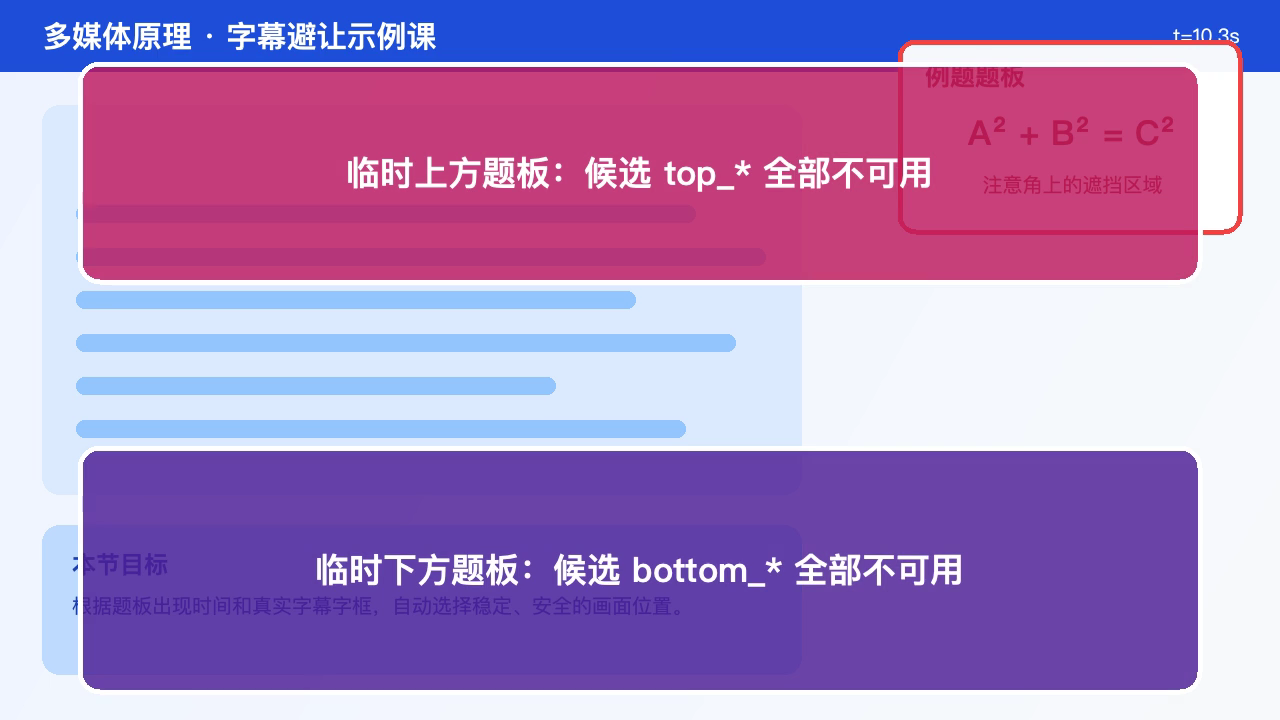 多媒体原理 · 字幕避让示例课
t=10.3s
例题题板
A² + B² = C²
临时上方题板：候选 top_* 全部不可用
注意角上的遮挡区域
本节目标
临时下方题板：候选 bottom_* 全部不可用
根据题板出现时间和真实字幕字框，自动选择稳定、安全的画面位置。